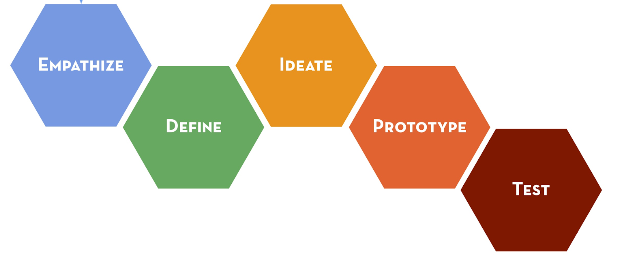 Empathize
Define
Ideate
Prototype
Test